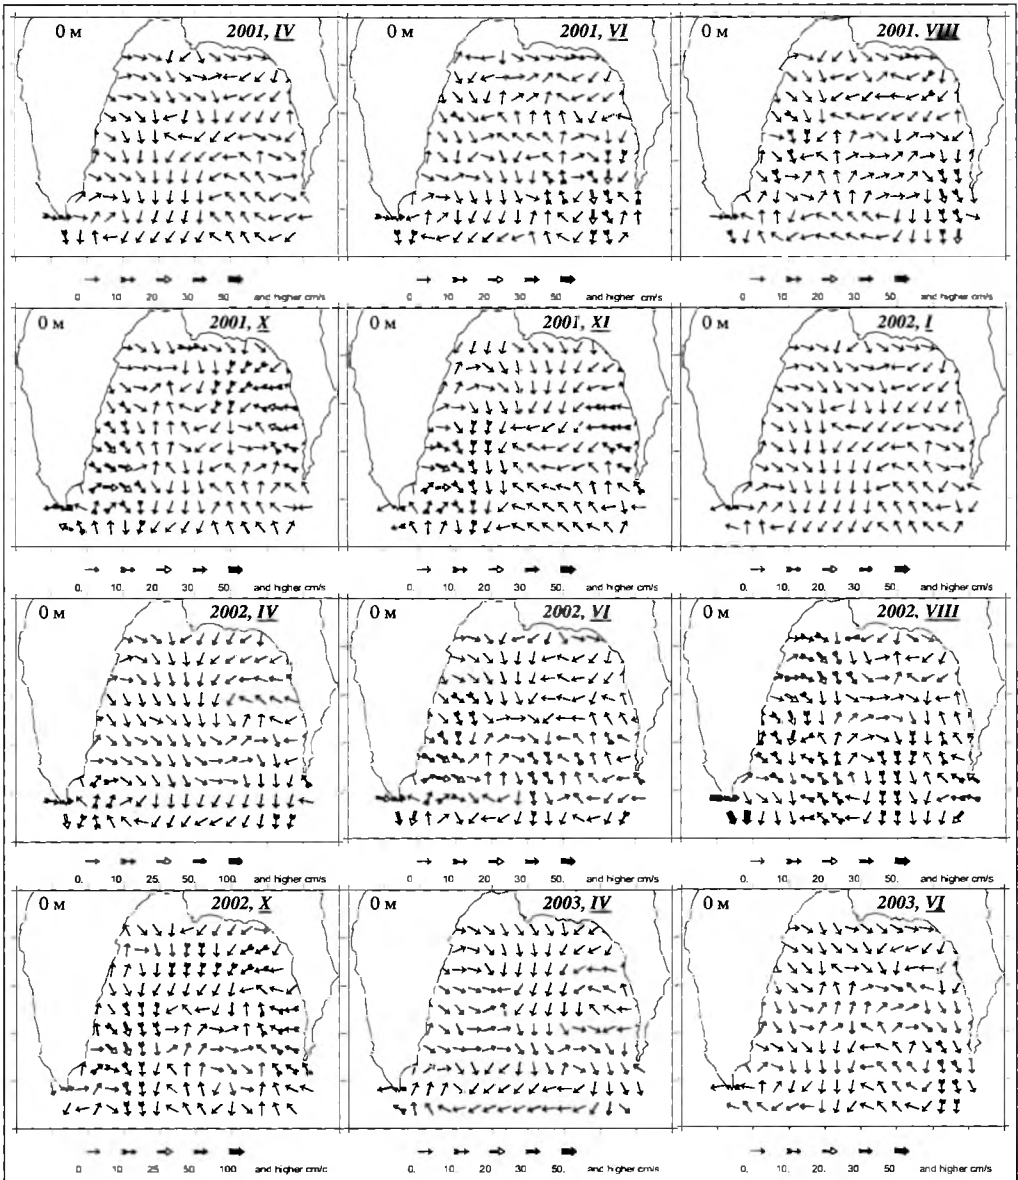 0 м 2001, IV 0 м 2001, VI 0 м 2001. VIII
0 10. 20 30. 50. and higher cm/s 0. 10. 20. 30. 50. and higher cm/s 0. 10. 20. 30. 50. and higher cm/s
0 м 2001, X 0 м 2001, XI 0 м 2002, I
0. 10. 20. 30. 50. and higher cm/s 0. 10. 20. 30. 50. and higher cm/s 0. 10. 20. 30. 50. and higher cm/s
0 м 2002, IV 0 м 2002, VI 0 м 2002, VIII
0. 10 25. 50. 100. and higher cm/s 0. 10. 20. 30. 50. and higher cm/s 0. 10. 20. 30. 50. and higher cm/s
0 м 2002, X 0 м 2003, IV 0 м 2003, VI
0 10 25. 50. 100. and higher cm/c 0. 10. 20. 30 50. and higher cm/s 0. 10. 20. 30 50 and higher cm/s